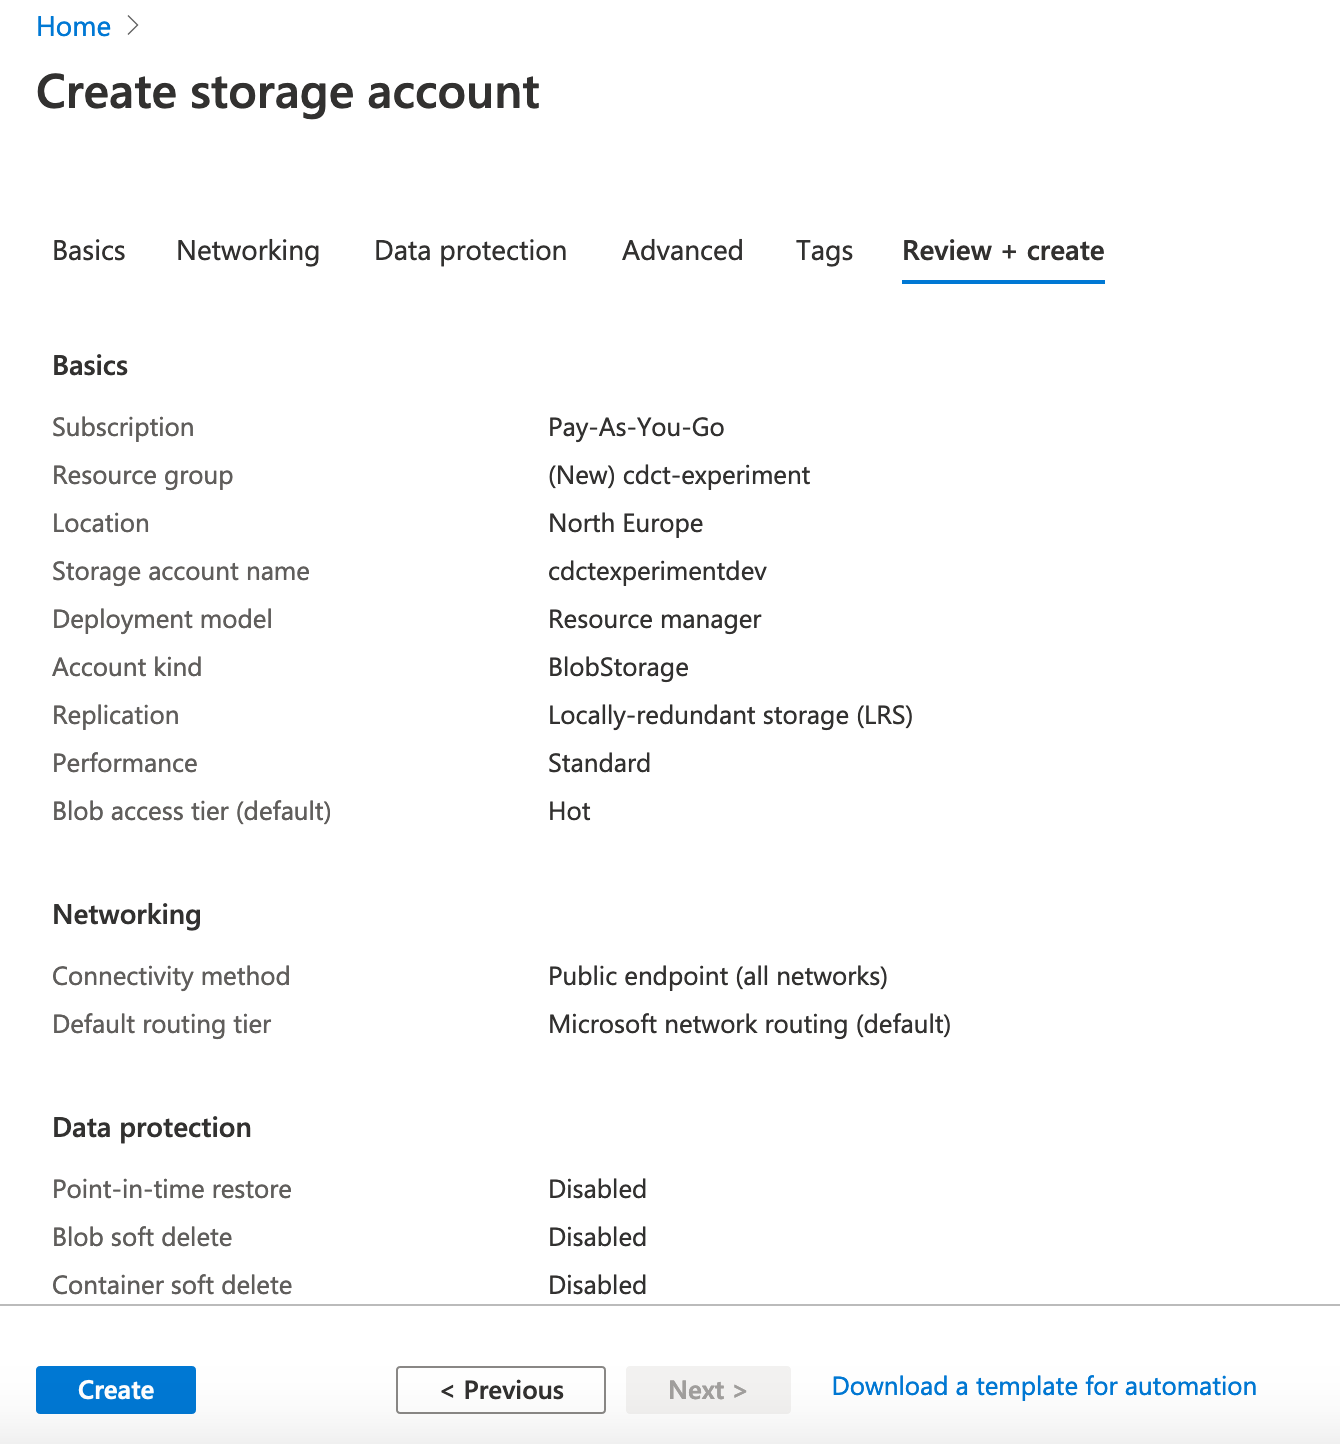 Home >
Create storage account
Basics Networking Data protection Advanced Tags Review + create
Basics
Subscription Pay-As-You-Go
Resource group (New) cdct-experiment
Location North Europe
Storage account name cdctexperimentdev
Deployment model Resource manager
Account kind BlobStorage
Replication Locally-redundant storage (LRS)
Performance Standard
Blob access tier (default) Hot
Networking
Connectivity method Public endpoint (all networks)
Default routing tier Microsoft network routing (default)
Data protection
Point-in-time restore Disabled
Blob soft delete Disabled
Container soft delete Disabled
Create < Previous Next > Download a template for automation